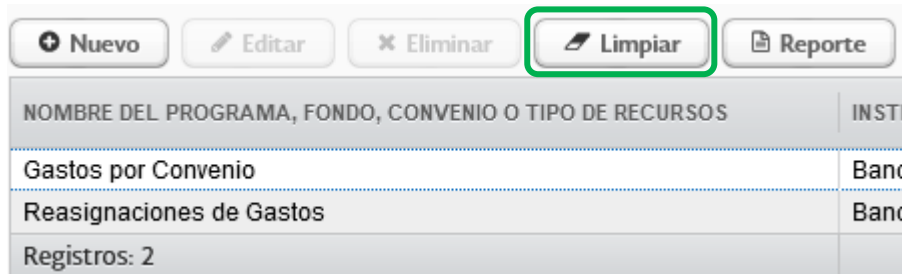 Nuevo Editar Eliminar Limpiar Reporte
NOMBRE DEL PROGRAMA, FONDO, CONVENIO O TIPO DE RECURSOS
Gastos por Convenio
Reasignaciones de Gastos
Registros: 2